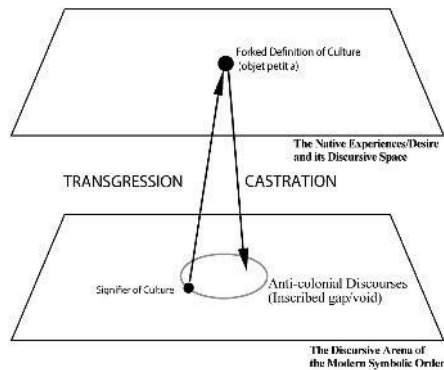 Forked Definition of Culture
(objet petit a)
The Native Experiences/Desire
and its Discursive Space
TRANSGRESSION
CASTRATION
Anti-colonial Discourses
(Inscribed gap/void)
Signifier of Culture
The Discursive Arena of
the Modern Symbolic Order